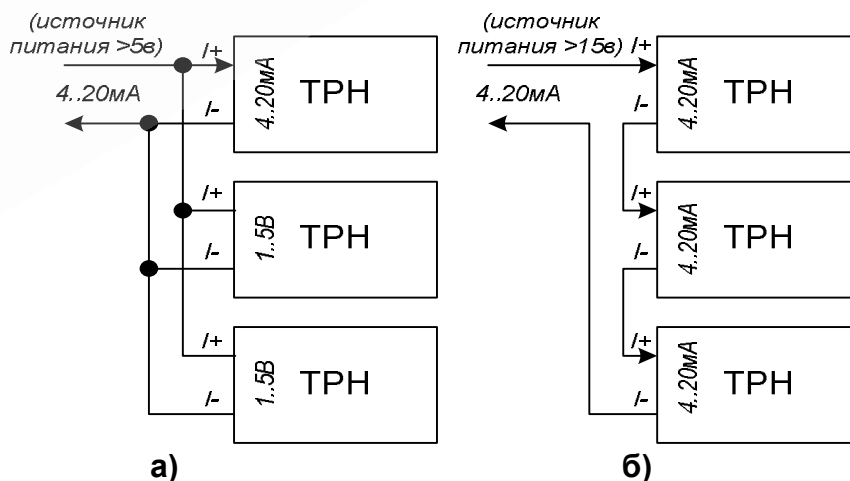 (источник
питания >5в)
I+
4..20мА
ТРН
4..20мА
I-
I+
1..5В
ТРН
I-
I+
1..5В
ТРН
I-
а)
(источник
питания >15в)
I+
4..20мА
ТРН
4..20мА
I-
I+
4..20мА
ТРН
I-
I+
4..20мА
ТРН
I-
б)